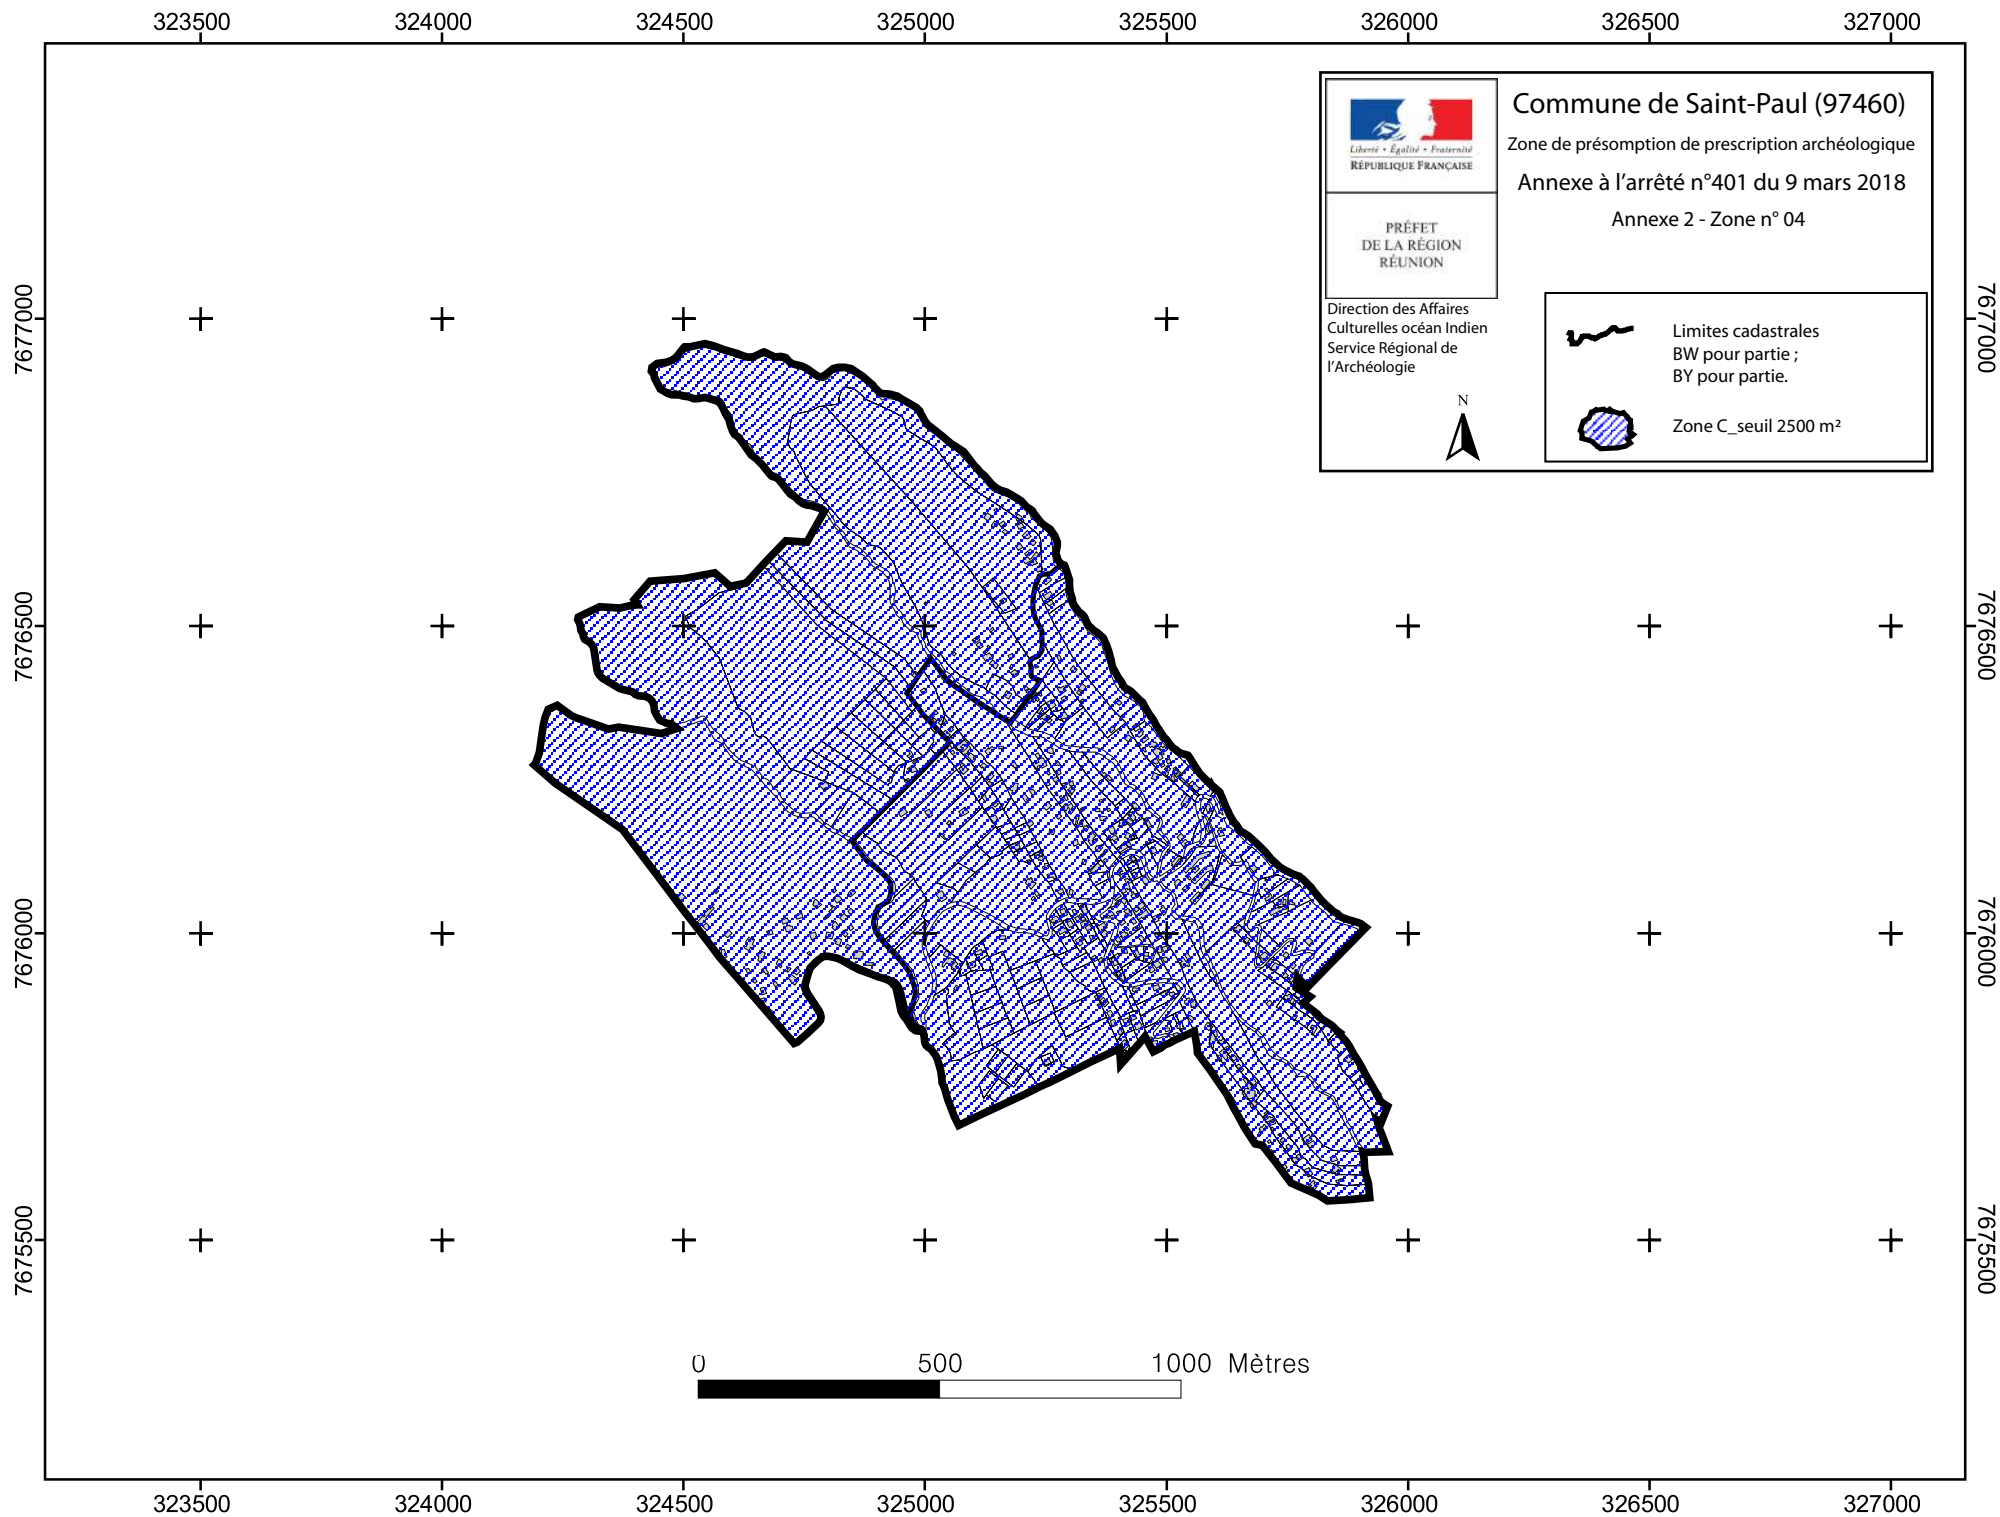 323500 324000 324500 325000 325500 326000 326500 327000
Liberté • Égalité • Fraternité
RÉPUBLIQUE FRANÇAISE
PRÉFET
DE LA RÉGION
RÉUNION
Direction des Affaires
Culturelles océan Indien
Service Régional de
l'Archéologie
Commune de Saint-Paul (97460)
Zone de présomption de prescription archéologique
Annexe à l'arrêté n°401 du 9 mars 2018
Annexe 2 - Zone n° 04
N
Limites cadastrales
BW pour partie ;
BY pour partie.
Zone C_seuil 2500 m²
7677000
7676500
7676000
7675500
7677000
7676500
7676000
7675500
0 500 1000 Mètres
323500 324000 324500 325000 325500 326000 326500 327000